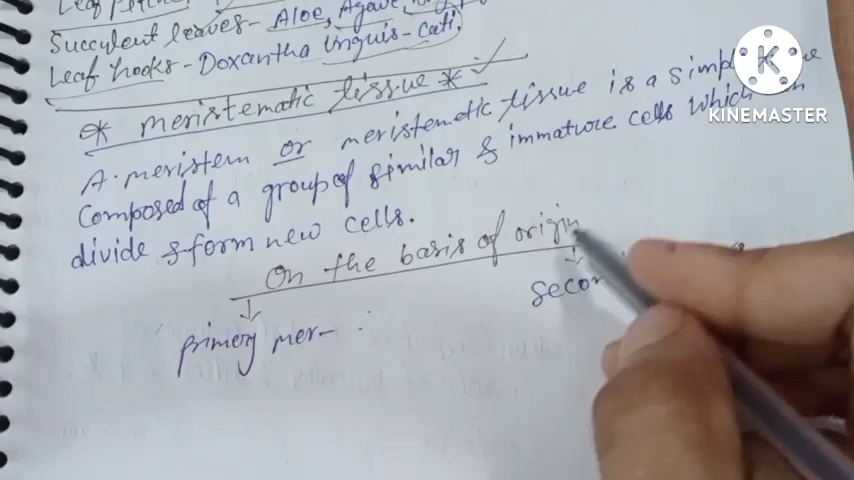 Succulent leaves- Aloe, Agave,
Leaf hooks - Doxantha Unguis-Cati.
* meristematic tissue *
A. meristem or meristemetic tissue is a simple
Composed of a group of similar & immature cells which
divide & form new cells.
On the basis of origin
primery mer-
Secon
KINEMASTER